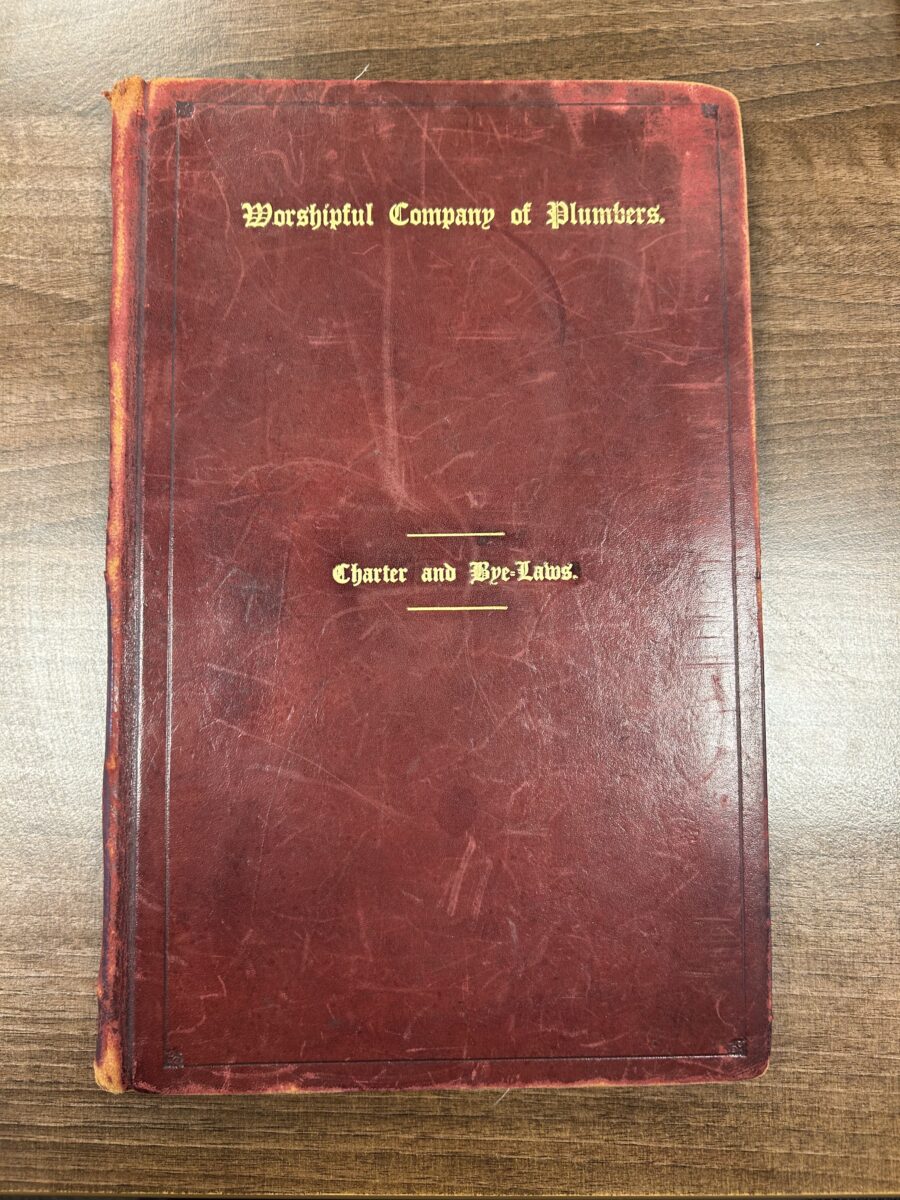 Worshipful Company of Plumbers.
Charter and Bye-Laws.